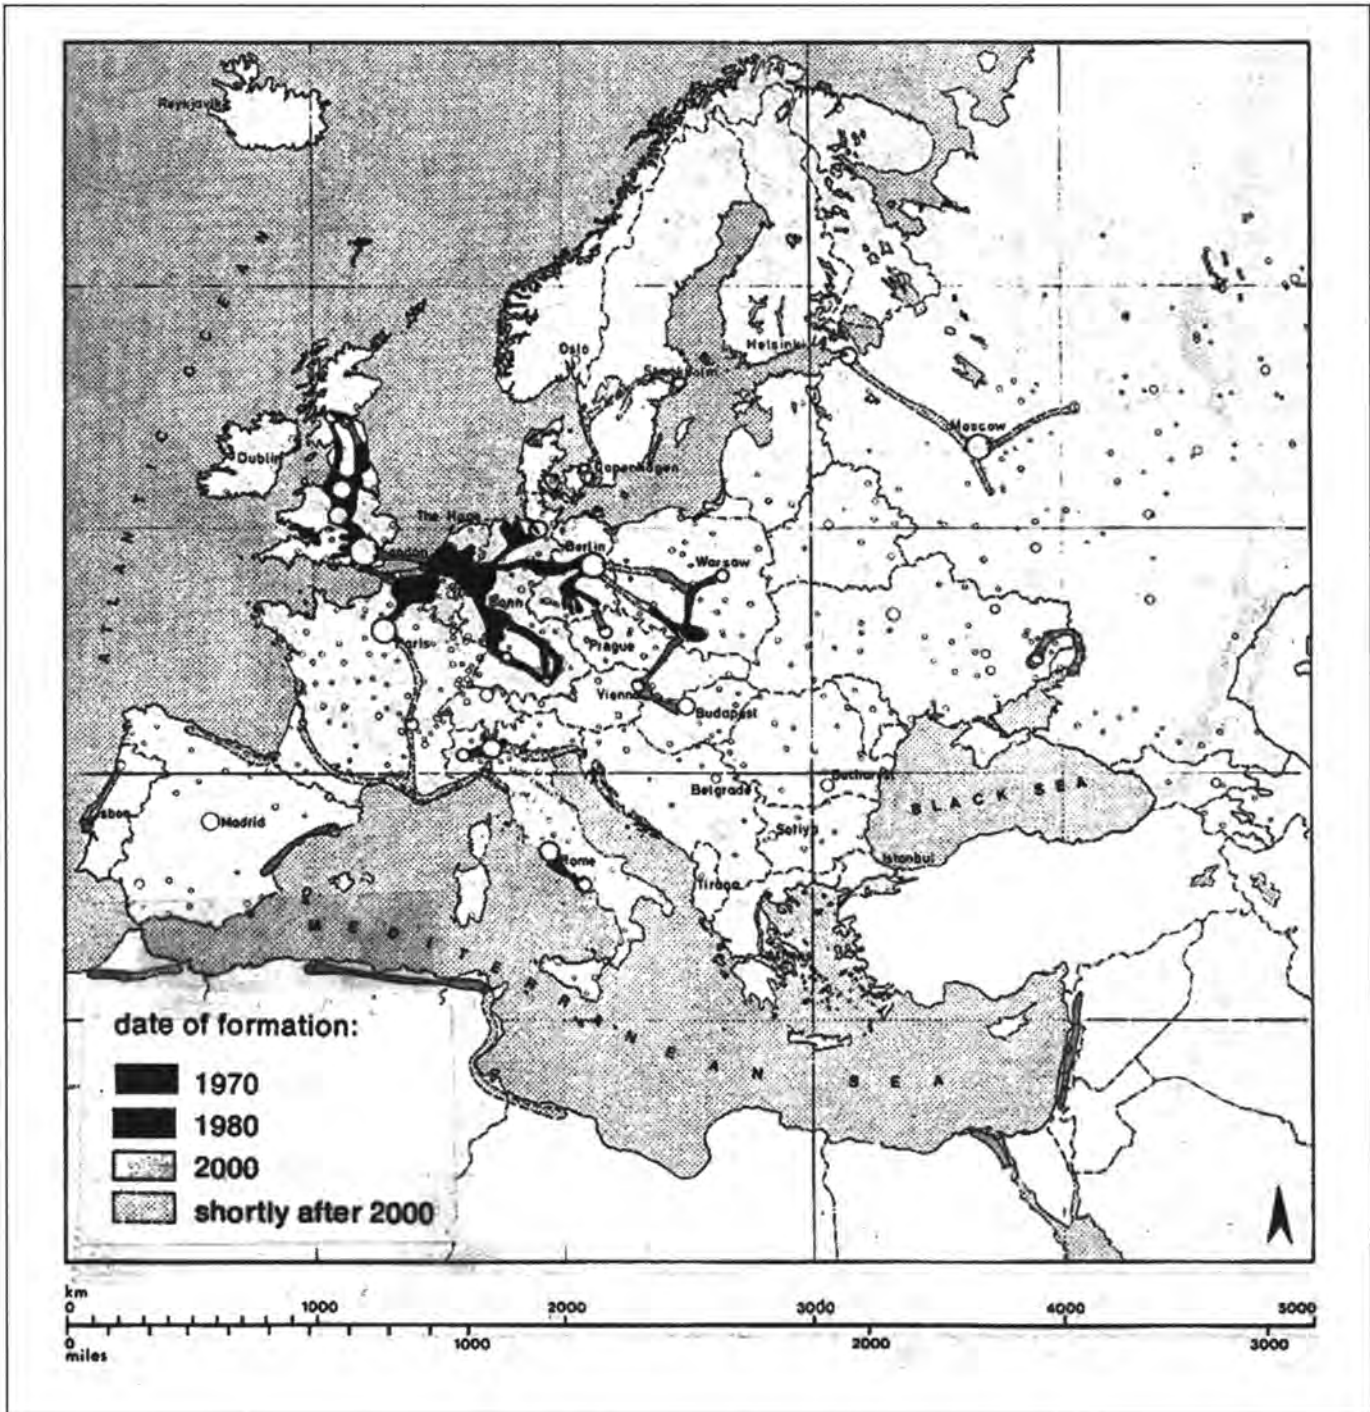 Reykjavik
ATLANTIC OCEAN
Oslo
Helsinki
Stockholm
Moscow
Dublin
Copenhagen
The Hage
London
Berlin
Warsaw
Bonn
Paris
Prague
Vienna
Budapest
Belgrade
Bucharest
BLACK SEA
Lisbon
Madrid
Sofiya
Istanbul
Rome
Tirana
MEDITERRANEAN SEA
date of formation:
1970
1980
2000
shortly after 2000
km
0 1000 2000 3000 4000 5000
0 1000 2000 3000
miles